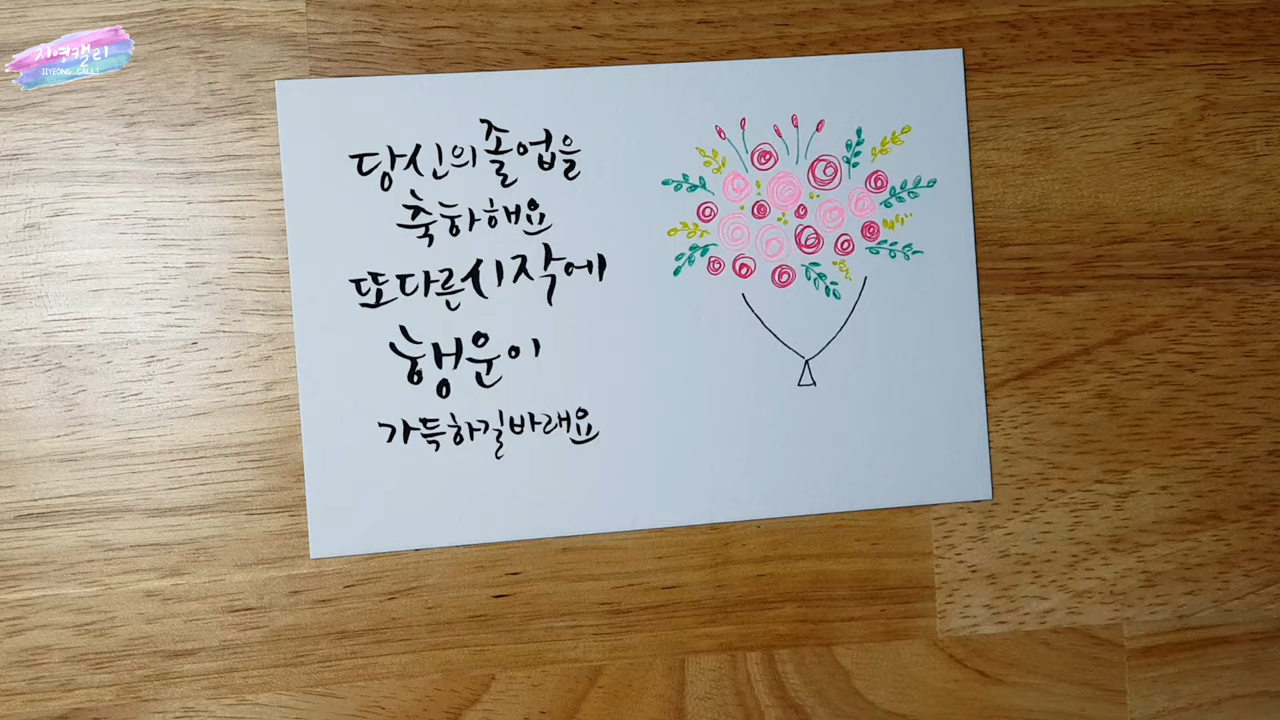 지영캘리
JIYEONG_CALLI
당신의 졸업을
축하해요
또다른 시작에
행운이
가득하길 바래요